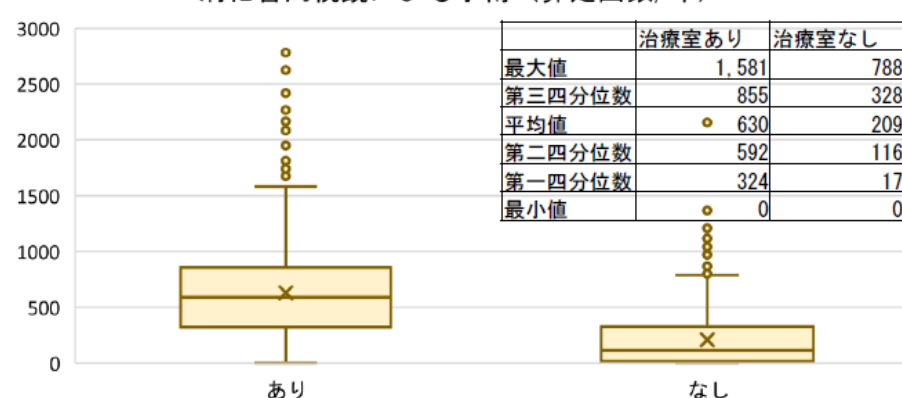 3000
2500
2000
1500
1000
500
0
治療室あり 治療室なし
最大値 1,581 788
第三四分位数 855 328
平均値 630 209
第二四分位数 592 116
第一四分位数 324 17
最小値 0 0
あり なし